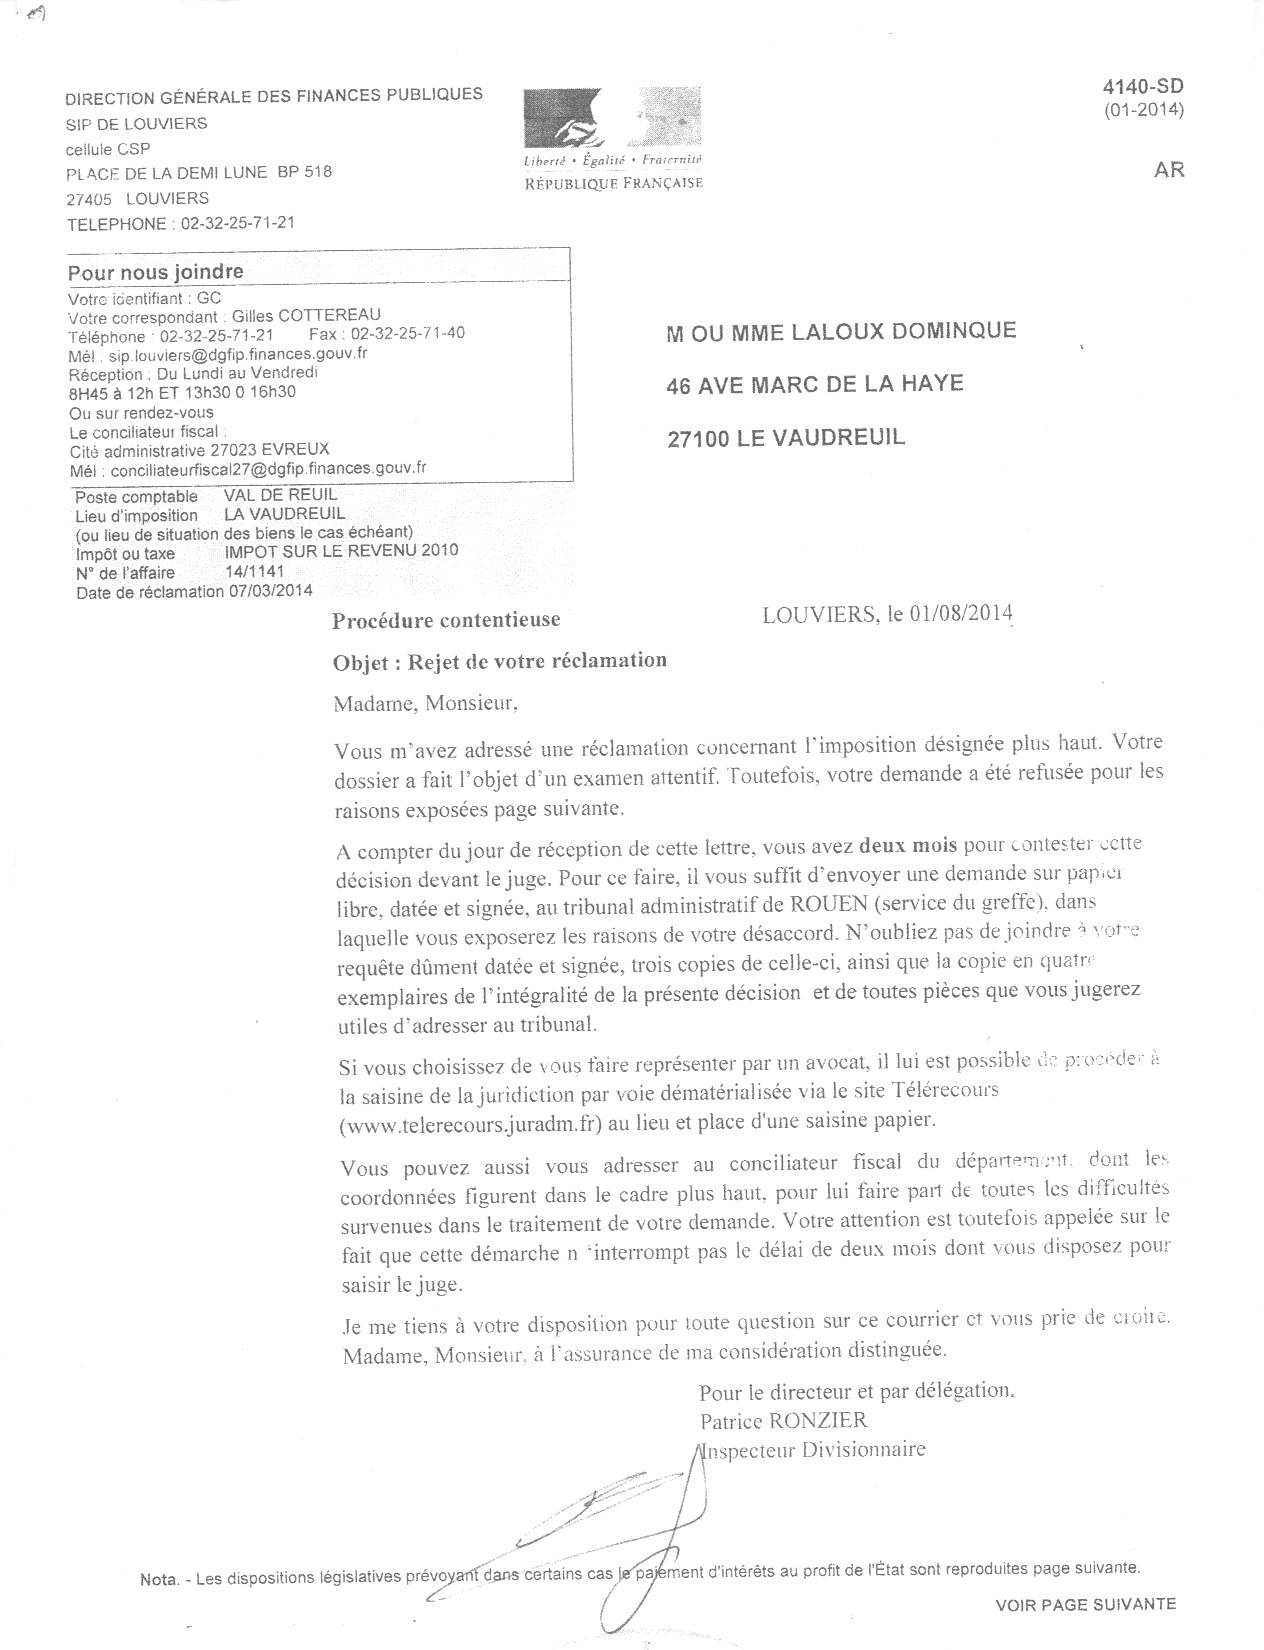 DIRECTION GÉNÉRALE DES FINANCES PUBLIQUES
SIP DE LOUVIERS
cellule CSP
PLACE DE LA DEMI LUNE BP 518
27405 LOUVIERS
TELEPHONE : 02-32-25-71-21
Liberté • Égalité • Fraternité
RÉPUBLIQUE FRANÇAISE
4140-SD
(01-2014)
AR
Pour nous joindre
Votre identifiant : GC
Votre correspondant : Gilles COTTEREAU
Téléphone : 02-32-25-71-21 Fax : 02-32-25-71-40
Mél : sip.louviers@dgfip.finances.gouv.fr
Réception : Du Lundi au Vendredi
8H45 à 12h ET 13h30 0 16h30
Ou sur rendez-vous
Le conciliateur fiscal :
Cité administrative 27023 EVREUX
Mél : conciliateurfiscal27@dgfip.finances.gouv.fr
M OU MME LALOUX DOMINQUE
46 AVE MARC DE LA HAYE
27100 LE VAUDREUIL
Poste comptable VAL DE REUIL
Lieu d'imposition LA VAUDREUIL
(ou lieu de situation des biens le cas échéant)
Impôt ou taxe IMPOT SUR LE REVENU 2010
N° de l'affaire 14/1141
Date de réclamation 07/03/2014
Procédure contentieuse
LOUVIERS, le 01/08/2014
Objet : Rejet de votre réclamation
Madame, Monsieur,
Vous m'avez adressé une réclamation concernant l'imposition désignée plus haut. Votre
dossier a fait l'objet d'un examen attentif. Toutefois, votre demande a été refusée pour les
raisons exposées page suivante.
A compter du jour de réception de cette lettre, vous avez deux mois pour contester cette
décision devant le juge. Pour ce faire, il vous suffit d'envoyer une demande sur papier
libre, datée et signée, au tribunal administratif de ROUEN (service du greffe), dans
laquelle vous exposerez les raisons de votre désaccord. N'oubliez pas de joindre à votre
requête dûment datée et signée, trois copies de celle-ci, ainsi que la copie en quatre
exemplaires de l'intégralité de la présente décision et de toutes pièces que vous jugerez
utiles d'adresser au tribunal.
Si vous choisissez de vous faire représenter par un avocat, il lui est possible de procéder à
la saisine de la juridiction par voie dématérialisée via le site Télérecours
(www.telerecours.juradm.fr) au lieu et place d'une saisine papier.
Vous pouvez aussi vous adresser au conciliateur fiscal du département, dont les
coordonnées figurent dans le cadre plus haut, pour lui faire part de toutes les difficultés
survenues dans le traitement de votre demande. Votre attention est toutefois appelée sur le
fait que cette démarche n 'interrompt pas le délai de deux mois dont vous disposez pour
saisir le juge.
Je me tiens à votre disposition pour toute question sur ce courrier et vous prie de croire,
Madame, Monsieur, à l'assurance de ma considération distinguée.
Pour le directeur et par délégation.
Patrice RONZIER
Inspecteur Divisionnaire
Nota. - Les dispositions législatives prévoyant dans certains cas le paiement d'intérêts au profit de l'État sont reproduites page suivante.
VOIR PAGE SUIVANTE